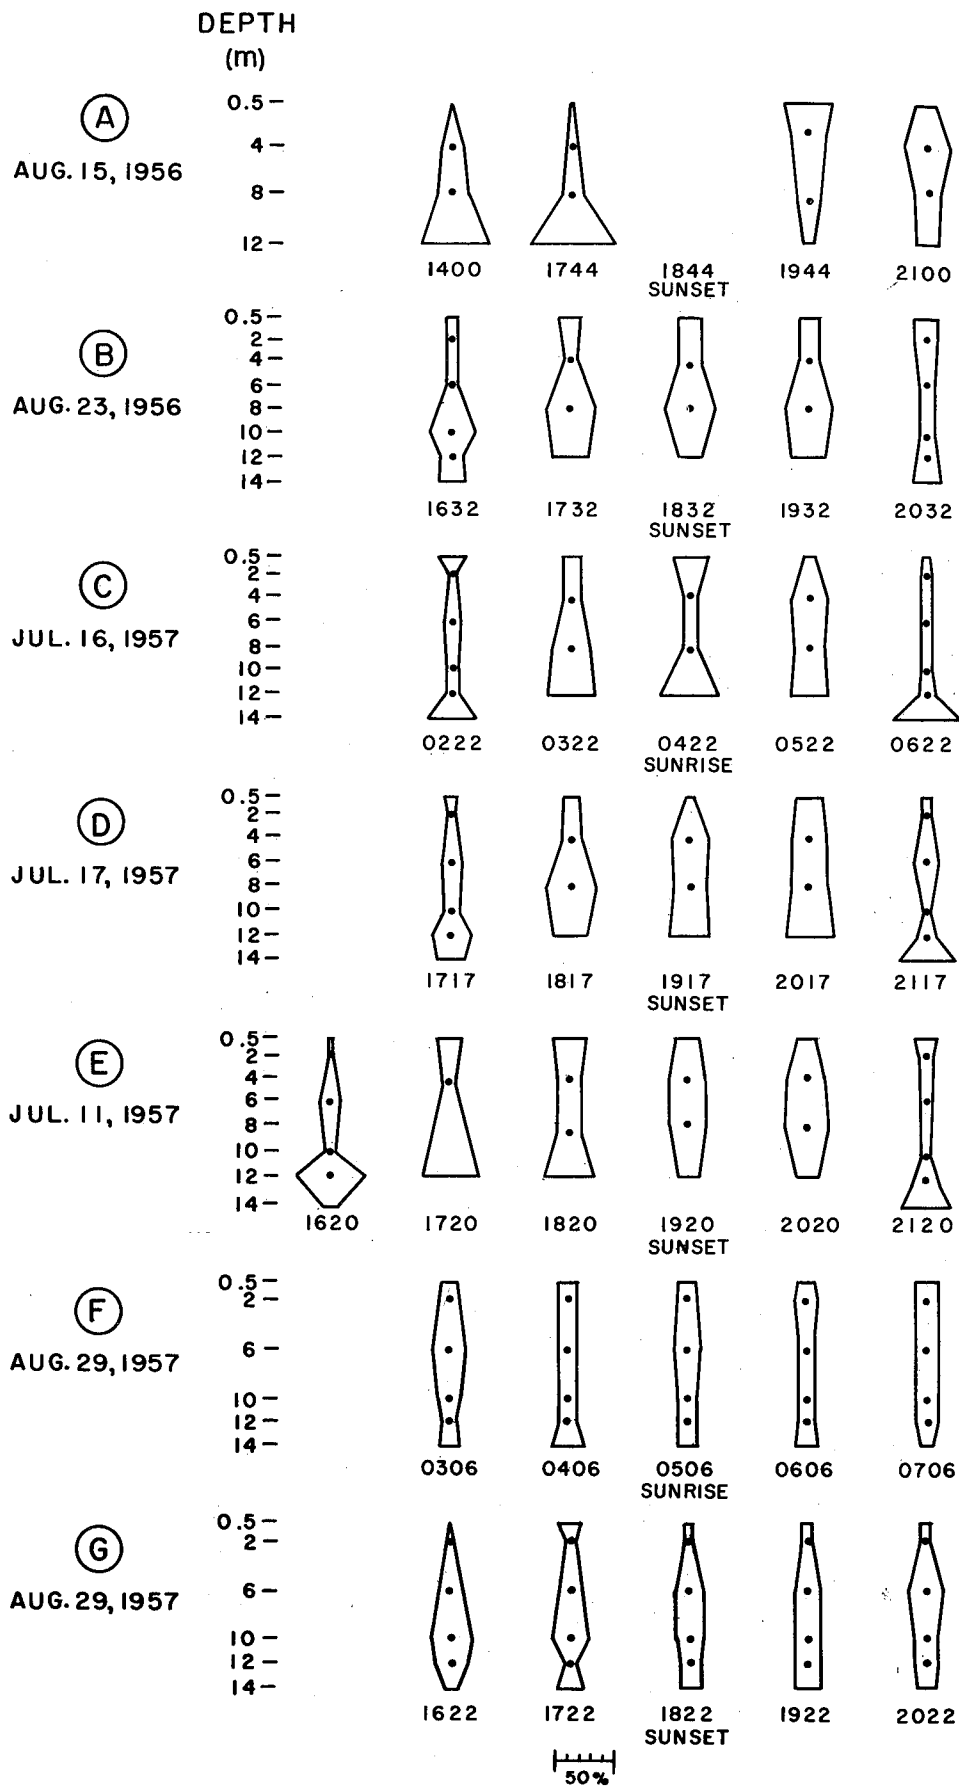 DEPTH
(m)
A
AUG. 15, 1956
0.5
4
8
12
1400 1744 1844 1944 2100
SUNSET
B
AUG. 23, 1956
0.5
2
4
6
8
10
12
14
1632 1732 1832 1932 2032
SUNSET
C
JUL. 16, 1957
0.5
2
4
6
8
10
12
14
0222 0322 0422 0522 0622
SUNRISE
D
JUL. 17, 1957
0.5
2
4
6
8
10
12
14
1717 1817 1917 2017 2117
SUNSET
E
JUL. 11, 1957
0.5
2
4
6
8
10
12
14
1620 1720 1820 1920 2020 2120
SUNSET
F
AUG. 29, 1957
0.5
2
6
10
12
14
0306 0406 0506 0606 0706
SUNRISE
G
AUG. 29, 1957
0.5
2
6
10
12
14
1622 1722 1822 1922 2022
SUNSET
50%